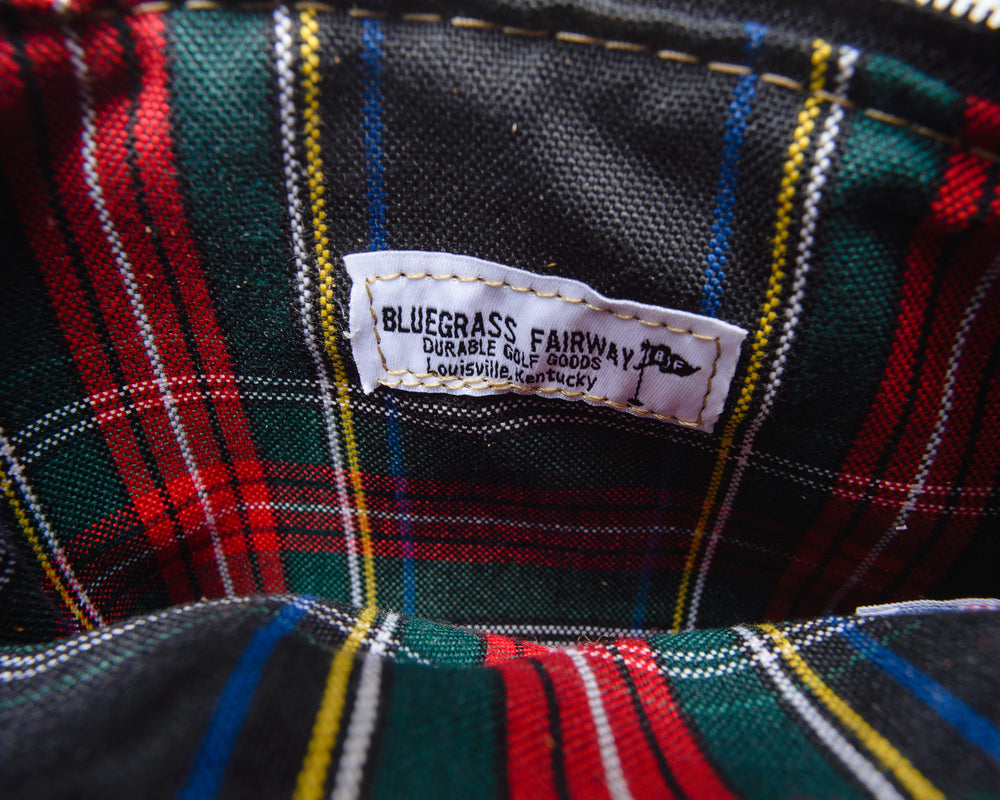 BLUEGRASS FAIRWAY
DURABLE GOLF GOODS
Louisville, Kentucky